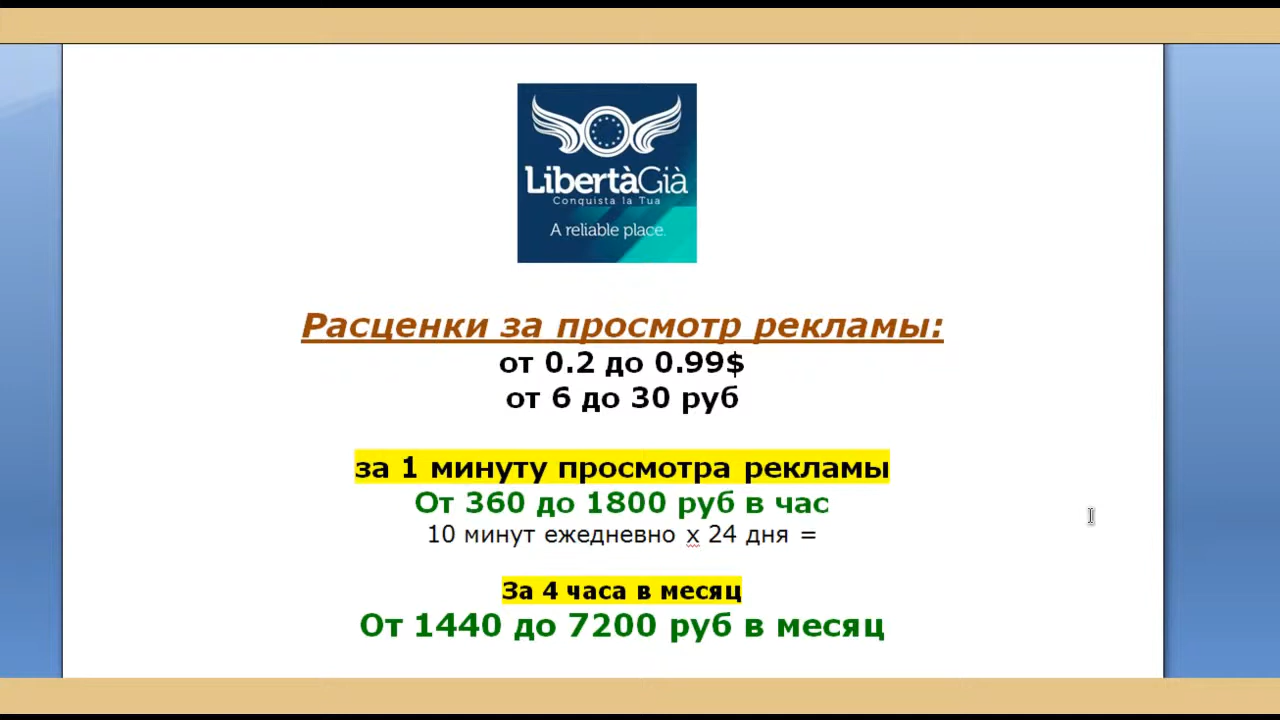 LibertàGià
Conquista la Tua
A reliable place.
Расценки за просмотр рекламы:
от 0.2 до 0.99$
от 6 до 30 руб
за 1 минуту просмотра рекламы
От 360 до 1800 руб в час
10 минут ежедневно х 24 дня =
За 4 часа в месяц
От 1440 до 7200 руб в месяц